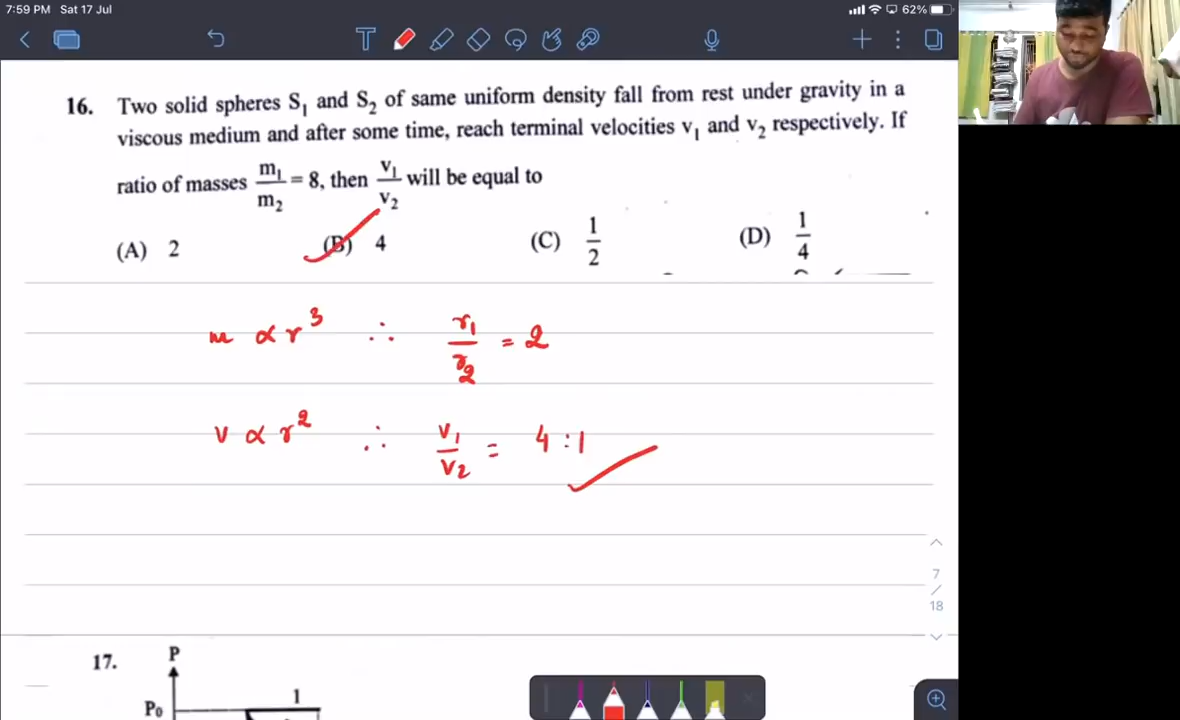 7:59 PM Sat 17 Jul
62%
16. Two solid spheres S₁ and S₂ of same uniform density fall from rest under gravity in a
viscous medium and after some time, reach terminal velocities v₁ and v₂ respectively. If
ratio of masses m₁/m₂ = 8, then v₁/v₂ will be equal to
(A) 2 (B) 4 (C) 1/2 (D) 1/4
m ∝ r³ ∴ r₁/r₂ = 2
v ∝ r² ∴ v₁/v₂ = 4 : 1
7
/
18
17. P
1
P₀